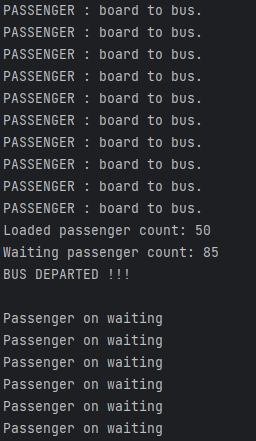 PASSENGER : board to bus.
PASSENGER : board to bus.
PASSENGER : board to bus.
PASSENGER : board to bus.
PASSENGER : board to bus.
PASSENGER : board to bus.
PASSENGER : board to bus.
PASSENGER : board to bus.
PASSENGER : board to bus.
PASSENGER : board to bus.
Loaded passenger count: 50
Waiting passenger count: 85
BUS DEPARTED !!!
Passenger on waiting
Passenger on waiting
Passenger on waiting
Passenger on waiting
Passenger on waiting
Passenger on waiting